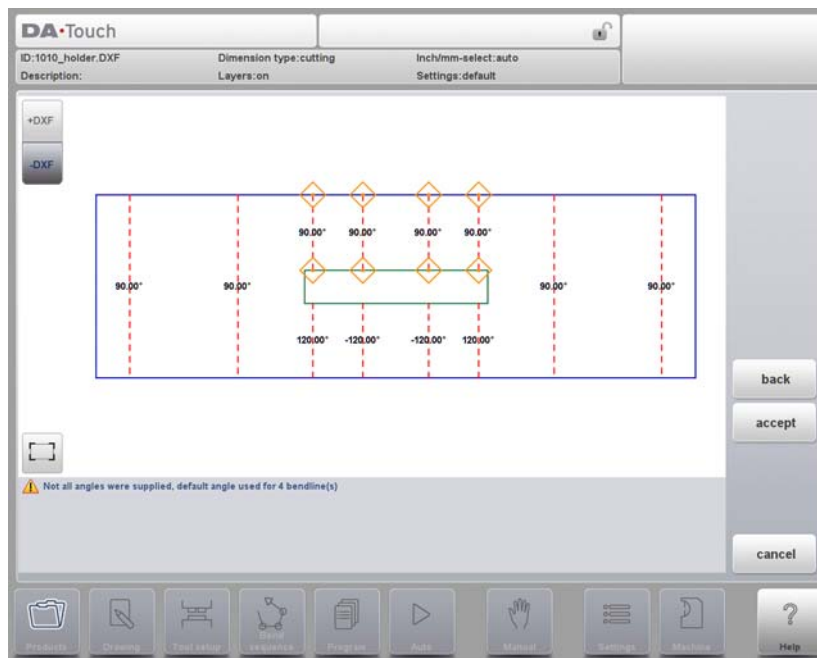 DA·Touch
ID:1010_holder.DXF Dimension type:cutting Inch/mm-select:auto
Description: Layers:on Settings:default
+DXF
-DXF
90.00° 90.00° 90.00° 90.00°
90.00° 90.00° 90.00° 90.00°
120.00° -120.00° -120.00° 120.00°
back
accept
Not all angles were supplied, default angle used for 4 bendline(s)
cancel
Products Drawing Tool setup Bend sequence Program Auto Manual Settings Machine Help